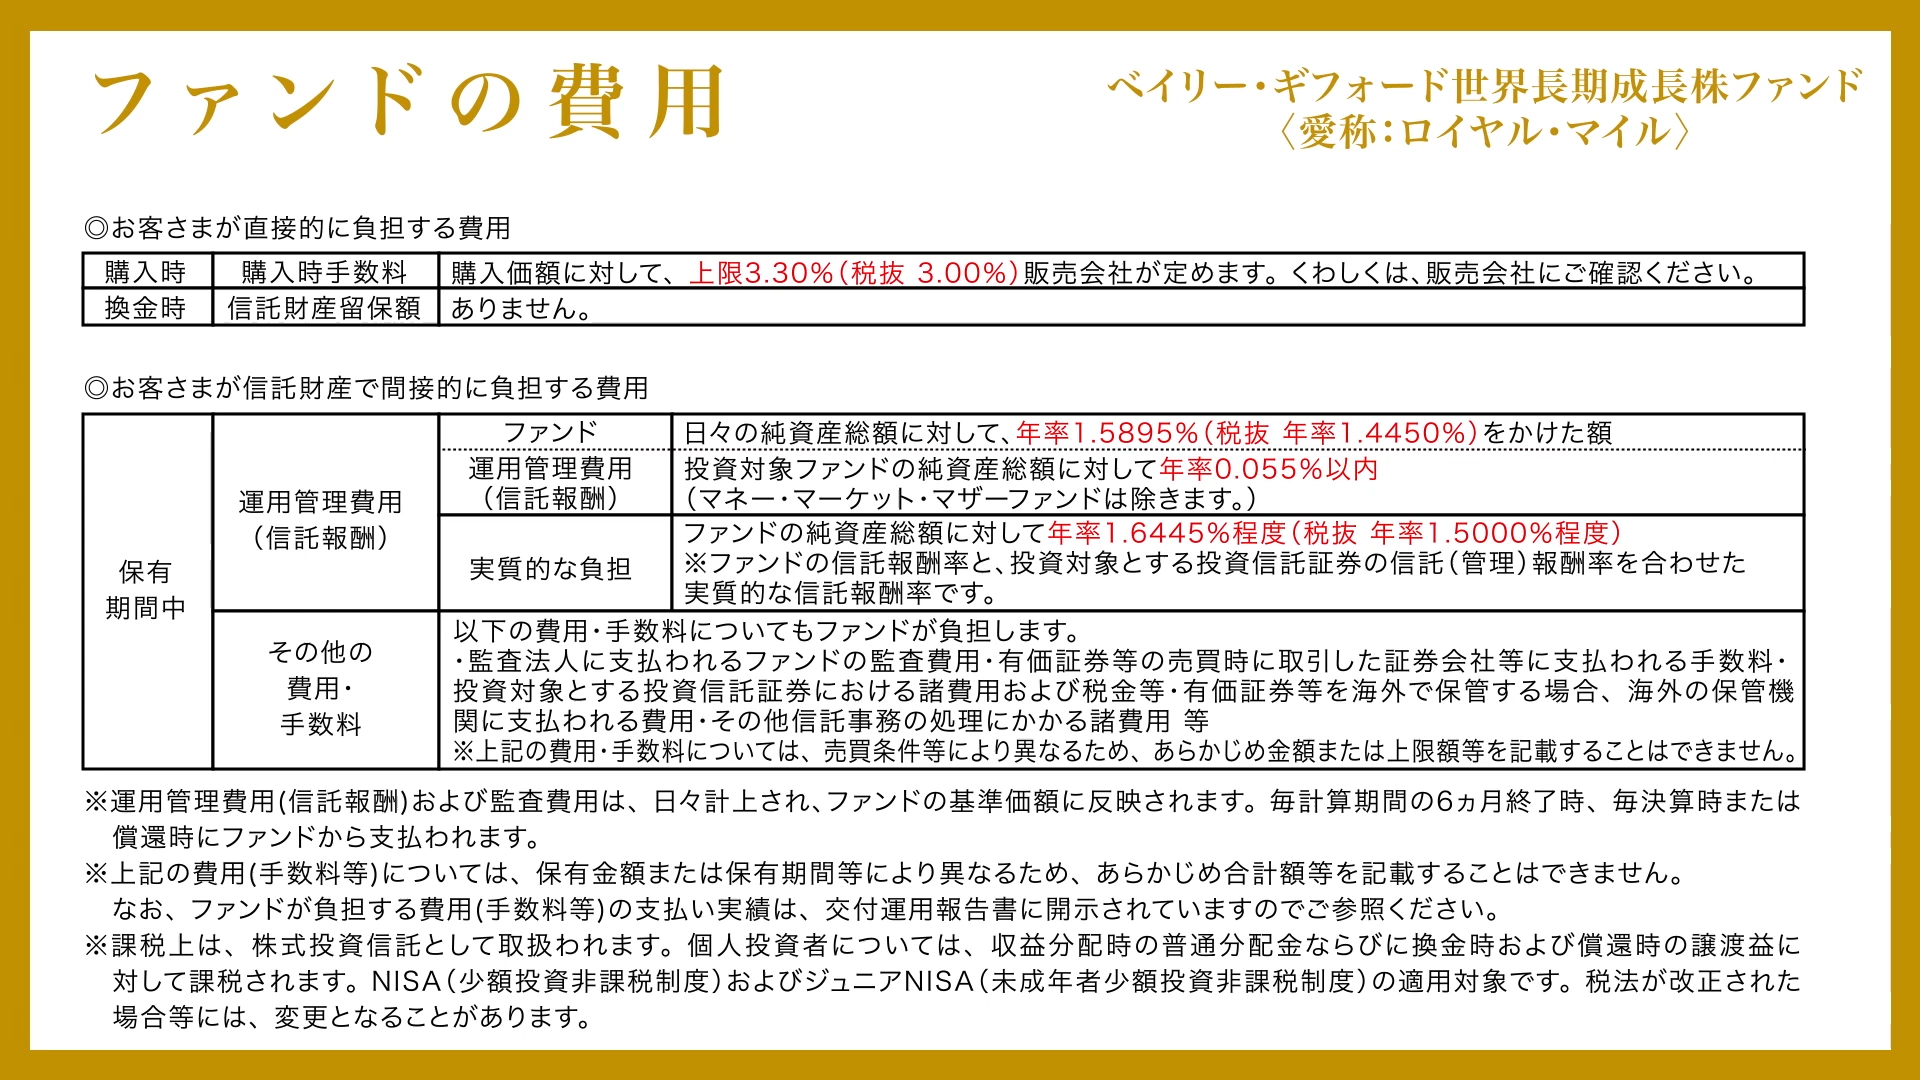 ファンドの費用
ベイリー・ギフォード世界長期成長株ファンド
〈愛称：ロイヤル・マイル〉
◎お客さまが直接的に負担する費用
購入時 購入時手数料 購入価額に対して、上限3.30%（税抜 3.00%）販売会社が定めます。くわしくは、販売会社にご確認ください。
換金時 信託財産留保額 ありません。
◎お客さまが信託財産で間接的に負担する費用
保有
期間中
運用管理費用
（信託報酬）
ファンド 日々の純資産総額に対して、年率1.5895%（税抜 年率1.4450%）をかけた額
運用管理費用
（信託報酬）
投資対象ファンドの純資産総額に対して年率0.055%以内
（マネー・マーケット・マザーファンドは除きます。）
実質的な負担
ファンドの純資産総額に対して年率1.6445%程度（税抜 年率1.5000%程度）
※ファンドの信託報酬率と、投資対象とする投資信託証券の信託（管理）報酬率を合わせた
実質的な信託報酬率です。
その他の
費用・
手数料
以下の費用・手数料についてもファンドが負担します。
・監査法人に支払われるファンドの監査費用・有価証券等の売買時に取引した証券会社等に支払われる手数料・
投資対象とする投資信託証券における諸費用および税金等・有価証券等を海外で保管する場合、海外の保管機
関に支払われる費用・その他信託事務の処理にかかる諸費用 等
※上記の費用・手数料については、売買条件等により異なるため、あらかじめ金額または上限額等を記載することはできません。
※運用管理費用(信託報酬)および監査費用は、日々計上され、ファンドの基準価額に反映されます。毎計算期間の6ヵ月終了時、毎決算時または
償還時にファンドから支払われます。
※上記の費用(手数料等)については、保有金額または保有期間等により異なるため、あらかじめ合計額等を記載することはできません。
なお、ファンドが負担する費用(手数料等)の支払い実績は、交付運用報告書に開示されていますのでご参照ください。
※課税上は、株式投資信託として取扱われます。個人投資者については、収益分配時の普通分配金ならびに換金時および償還時の譲渡益に
対して課税されます。NISA（少額投資非課税制度）およびジュニアNISA（未成年者少額投資非課税制度）の適用対象です。税法が改正された
場合等には、変更となることがあります。